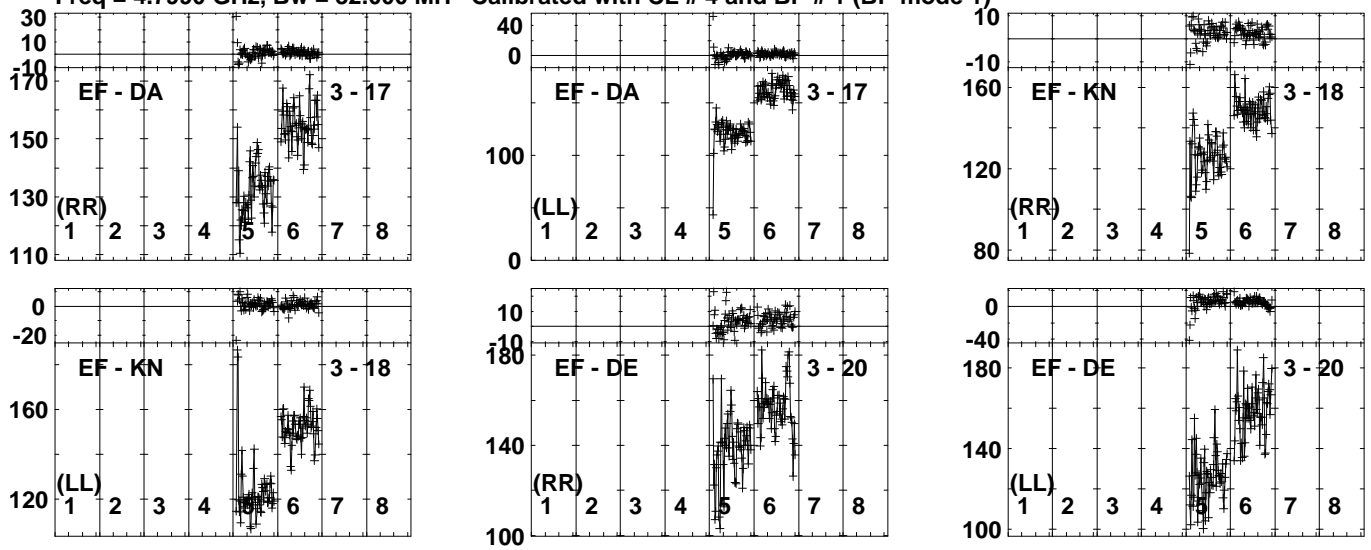 Freq = GHz, Bw = Calibrated with CL # 4 and BP # 1 (BP mode 1)
30
10
-10
170
150
130
110
EF - DA
3 - 17
(RR)
1 2 3 4 5 6 7 8
40
0
100
0
EF - DA
3 - 17
(LL)
1 2 3 4 5 6 7 8
10
-10
160
120
80
EF - KN
3 - 18
(RR)
1 2 3 4 5 6 7 8
0
-20
160
120
EF - KN
3 - 18
(LL)
1 2 3 4 5 6 7 8
10
-10
180
140
100
EF - DE
3 - 20
(RR)
1 2 3 4 5 6 7 8
0
-40
180
140
100
EF - DE
3 - 20
(LL)
1 2 3 4 5 6 7 8